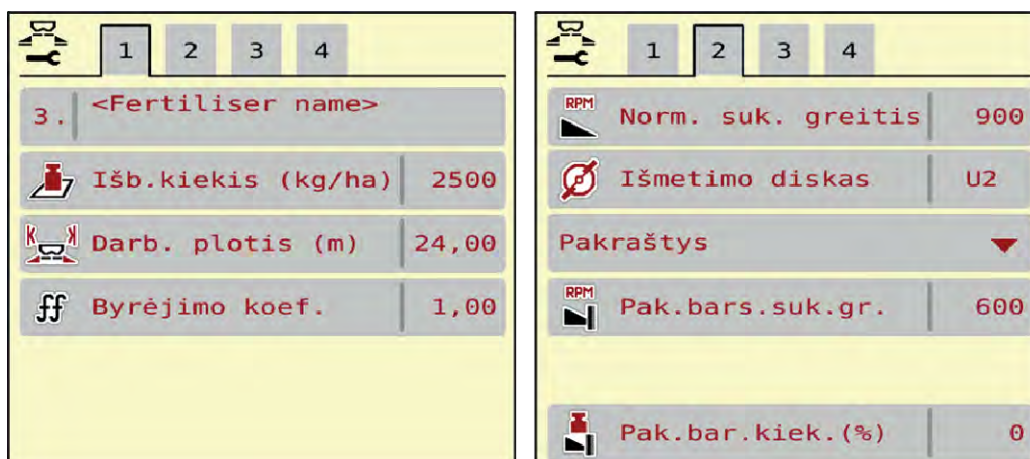 1 2 3 4
3. <Fertiliser name>
Išb.kiekis (kg/ha) 2500
K K Darb. plotis (m) 24,00
ff Byrėjimo koef. 1,00
1 2 3 4
RPM Norm. suk. greitis 900
Išmetimo diskas U2
Pakraštys
RPM Pak.bars.suk.gr. 600
Pak.bar.kiek.(%) 0